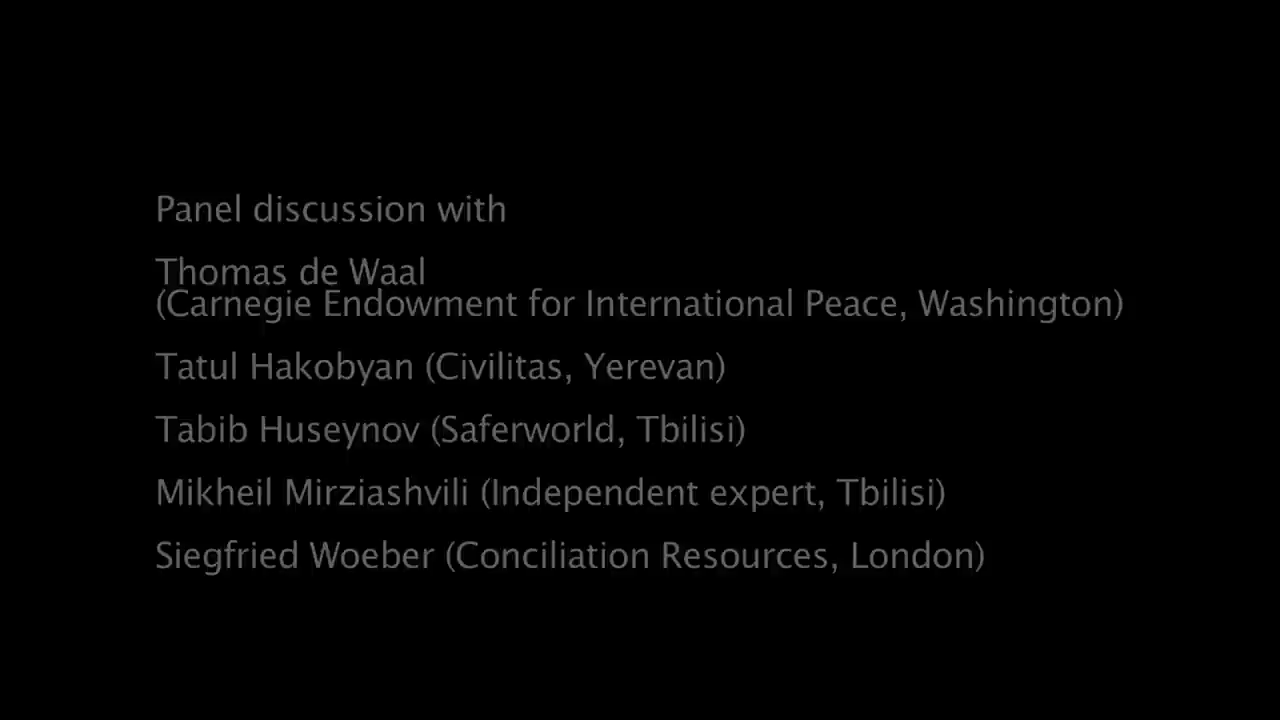 Panel discussion with
Thomas de Waal
(Carnegie Endowment for International Peace, Washington)
Tatul Hakobyan (Civilitas, Yerevan)
Tabib Huseynov (Saferworld, Tbilisi)
Mikheil Mirziashvili (Independent expert, Tbilisi)
Siegfried Woeber (Conciliation Resources, London)